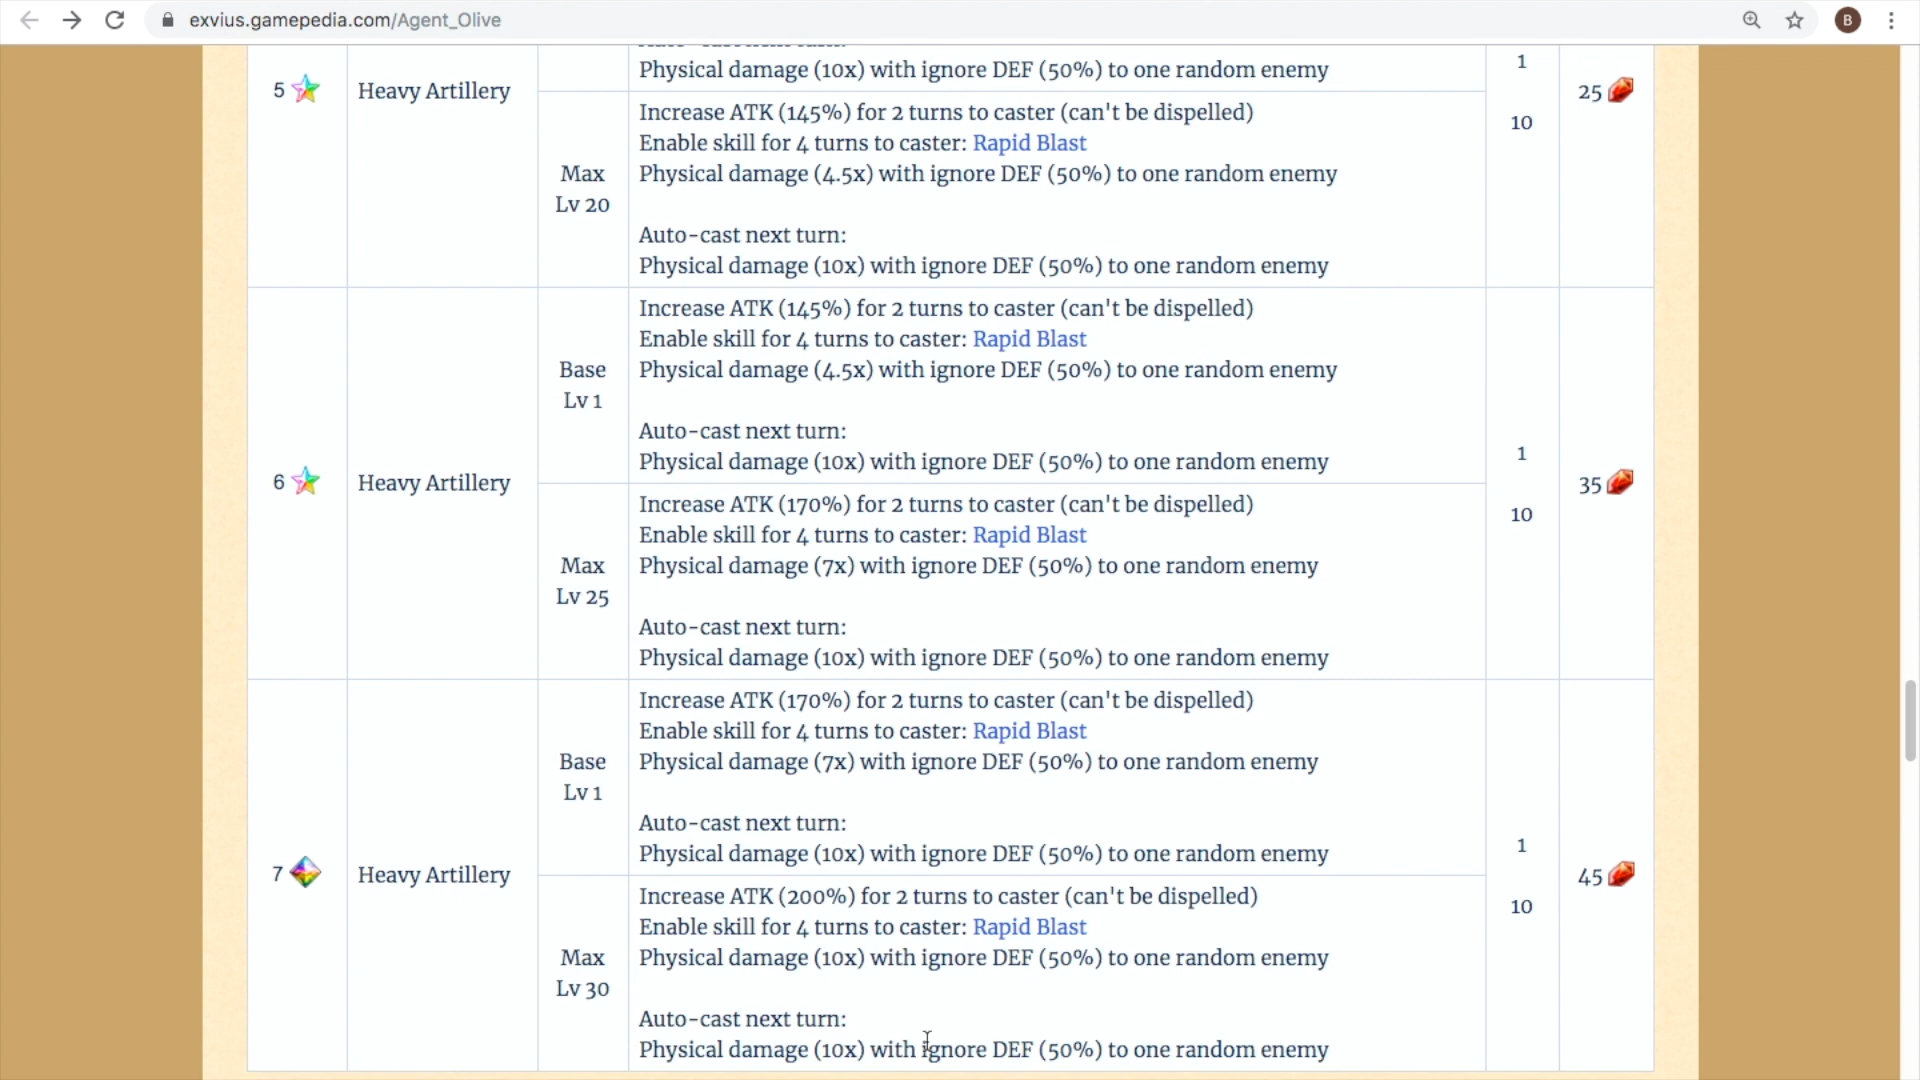 exvius.gamepedia.com/Agent_Olive
B
Physical damage (10x) with ignore DEF (50%) to one random enemy
5
Heavy Artillery
Max
Lv 20
Increase ATK (145%) for 2 turns to caster (can't be dispelled)
Enable skill for 4 turns to caster: Rapid Blast
Physical damage (4.5x) with ignore DEF (50%) to one random enemy
Auto-cast next turn:
Physical damage (10x) with ignore DEF (50%) to one random enemy
1
10
25
6
Heavy Artillery
Base
Lv 1
Increase ATK (145%) for 2 turns to caster (can't be dispelled)
Enable skill for 4 turns to caster: Rapid Blast
Physical damage (4.5x) with ignore DEF (50%) to one random enemy
Auto-cast next turn:
Physical damage (10x) with ignore DEF (50%) to one random enemy
Max
Lv 25
Increase ATK (170%) for 2 turns to caster (can't be dispelled)
Enable skill for 4 turns to caster: Rapid Blast
Physical damage (7x) with ignore DEF (50%) to one random enemy
Auto-cast next turn:
Physical damage (10x) with ignore DEF (50%) to one random enemy
1
10
35
7
Heavy Artillery
Base
Lv 1
Increase ATK (170%) for 2 turns to caster (can't be dispelled)
Enable skill for 4 turns to caster: Rapid Blast
Physical damage (7x) with ignore DEF (50%) to one random enemy
Auto-cast next turn:
Physical damage (10x) with ignore DEF (50%) to one random enemy
Max
Lv 30
Increase ATK (200%) for 2 turns to caster (can't be dispelled)
Enable skill for 4 turns to caster: Rapid Blast
Physical damage (10x) with ignore DEF (50%) to one random enemy
Auto-cast next turn:
Physical damage (10x) with ignore DEF (50%) to one random enemy
1
10
45